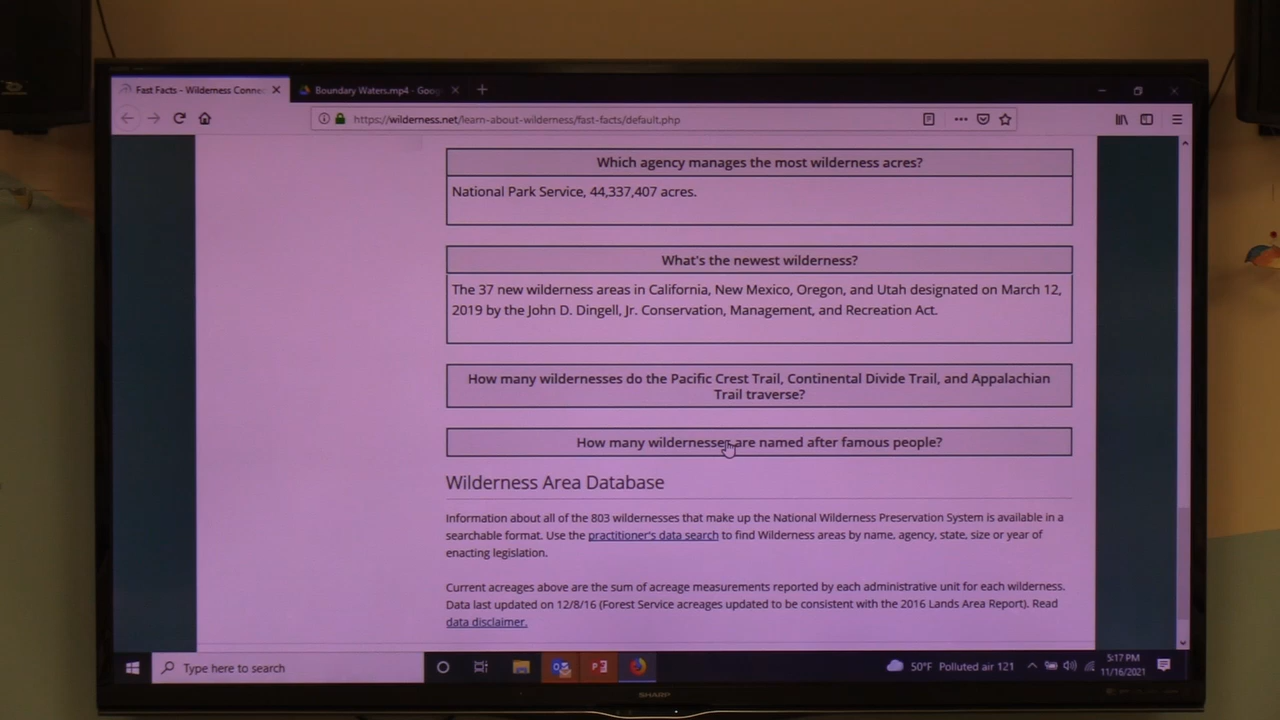 Fast Facts - Wilderness Connec
Boundary Waters.mp4 - Goog
https://wilderness.net/learn-about-wilderness/fast-facts/default.php
Which agency manages the most wilderness acres?
National Park Service, 44,337,407 acres.
What's the newest wilderness?
The 37 new wilderness areas in California, New Mexico, Oregon, and Utah designated on March 12,
2019 by the John D. Dingell, Jr. Conservation, Management, and Recreation Act.
How many wildernesses do the Pacific Crest Trail, Continental Divide Trail, and Appalachian
Trail traverse?
How many wildernesses are named after famous people?
Wilderness Area Database
Information about all of the 803 wildernesses that make up the National Wilderness Preservation System is available in a
searchable format. Use the practitioner's data search to find Wilderness areas by name, agency, state, size or year of
enacting legislation.
Current acreages above are the sum of acreage measurements reported by each administrative unit for each wilderness.
Data last updated on 12/8/16 (Forest Service acreages updated to be consistent with the 2016 Lands Area Report). Read
data disclaimer.
Type here to search
50°F Polluted air 121
5:17 PM
11/16/2021
SHARP